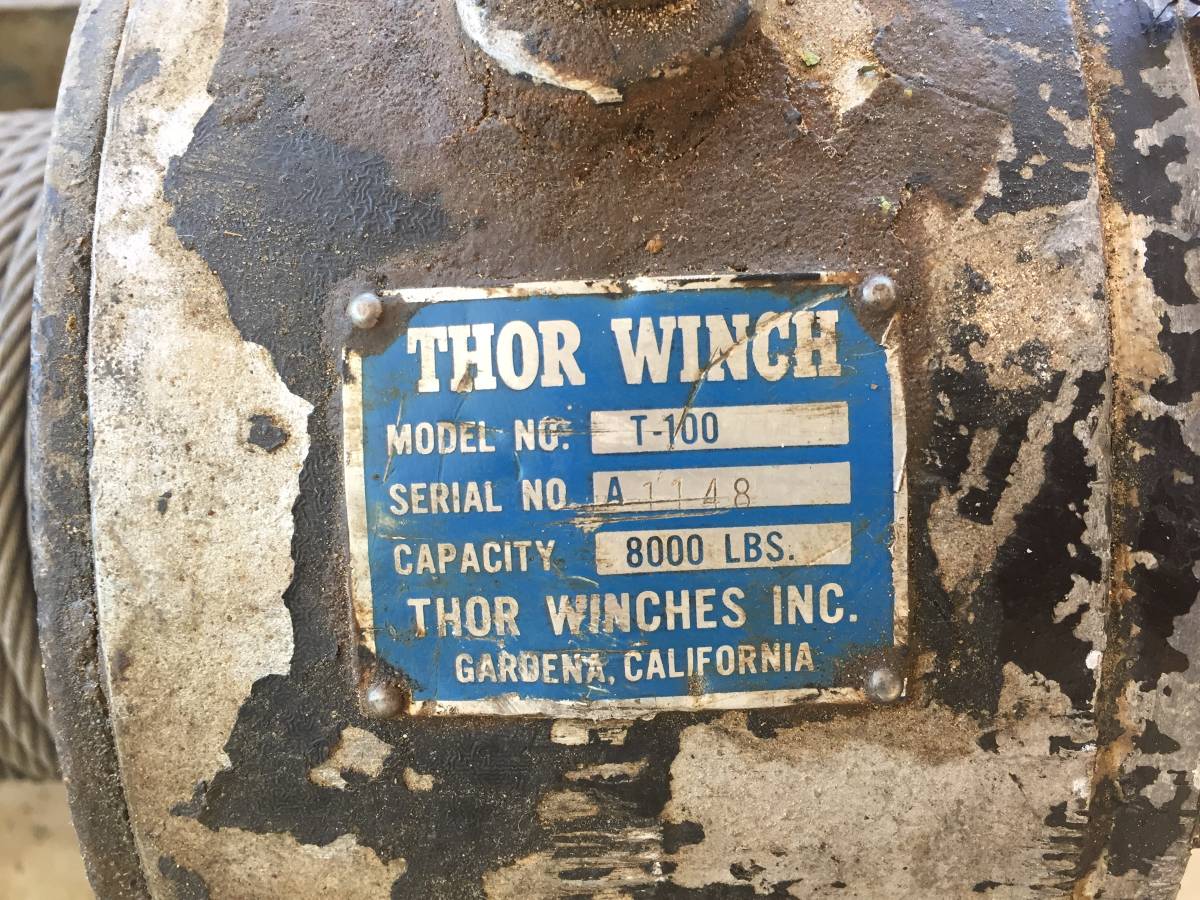 THOR WINCH
MODEL NO. T-100
SERIAL NO. A 1148
CAPACITY 8000 LBS.
THOR WINCHES INC.
GARDENA, CALIFORNIA